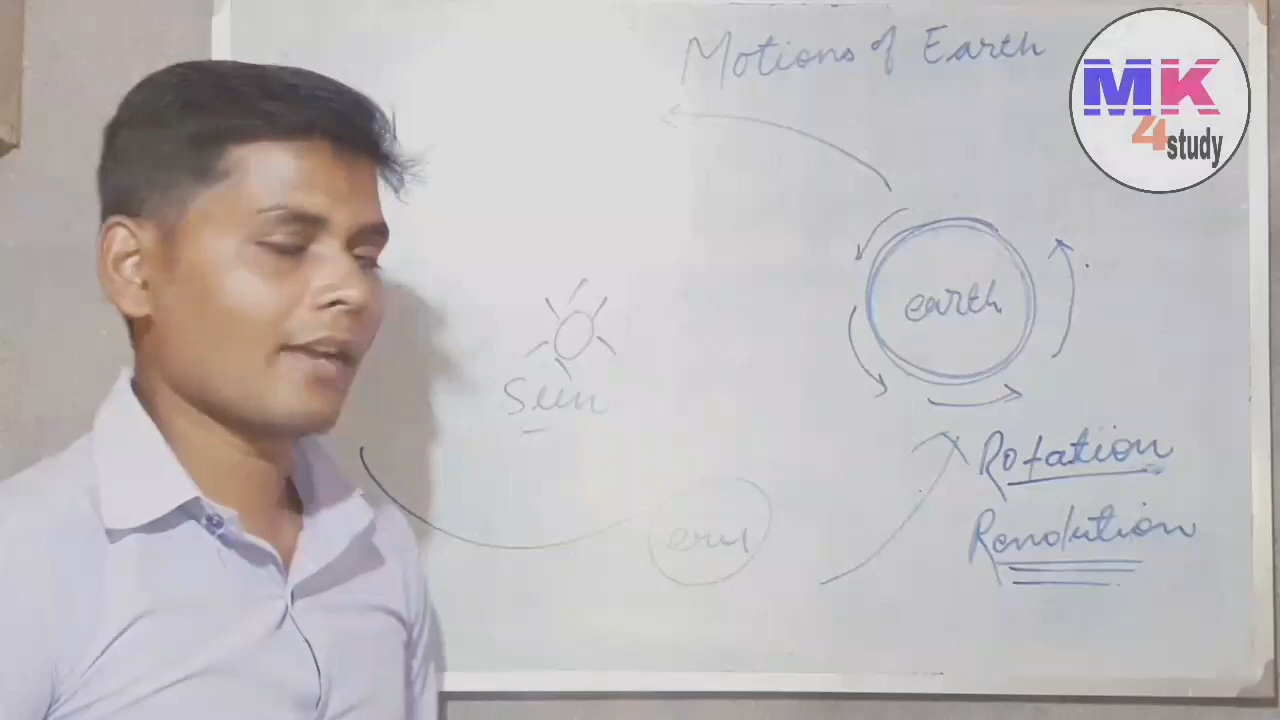 Motions of Earth
MK
4study
earth
Sun
Rotation
Revolution